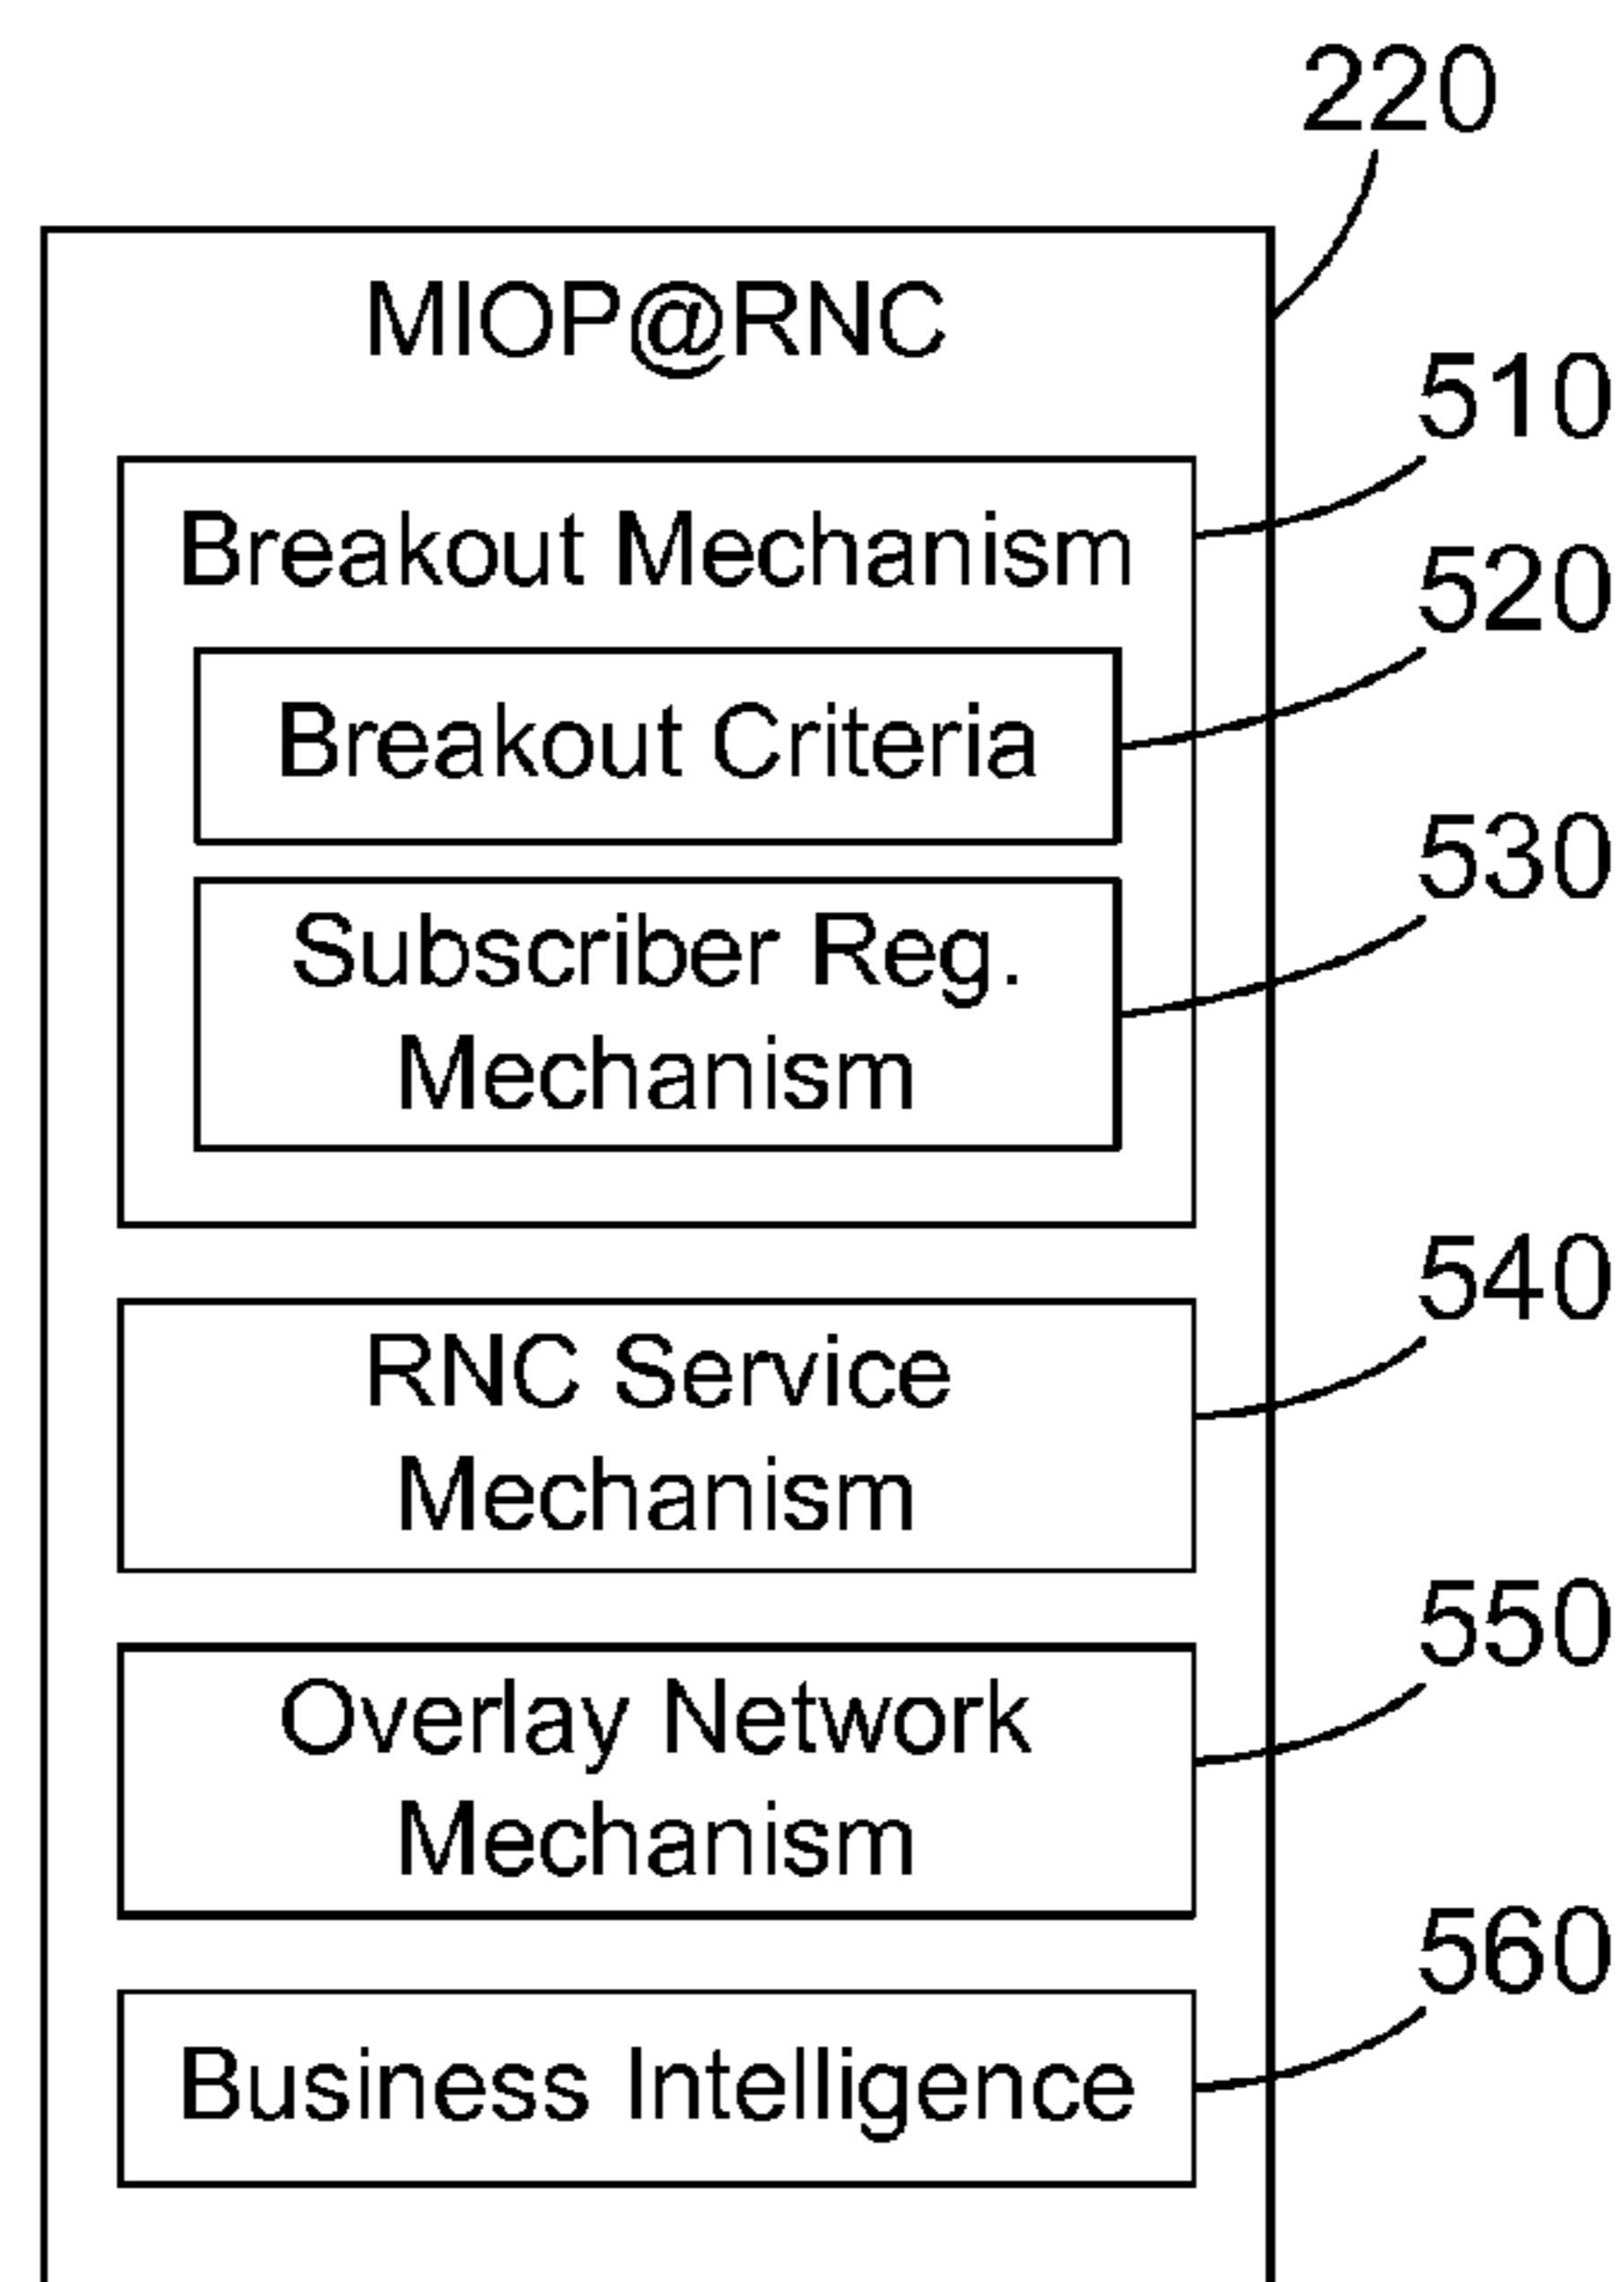 220
MIOP@RNC
510
Breakout Mechanism
520
Breakout Criteria
530
Subscriber Reg.
Mechanism
540
RNC Service
Mechanism
550
Overlay Network
Mechanism
560
Business Intelligence